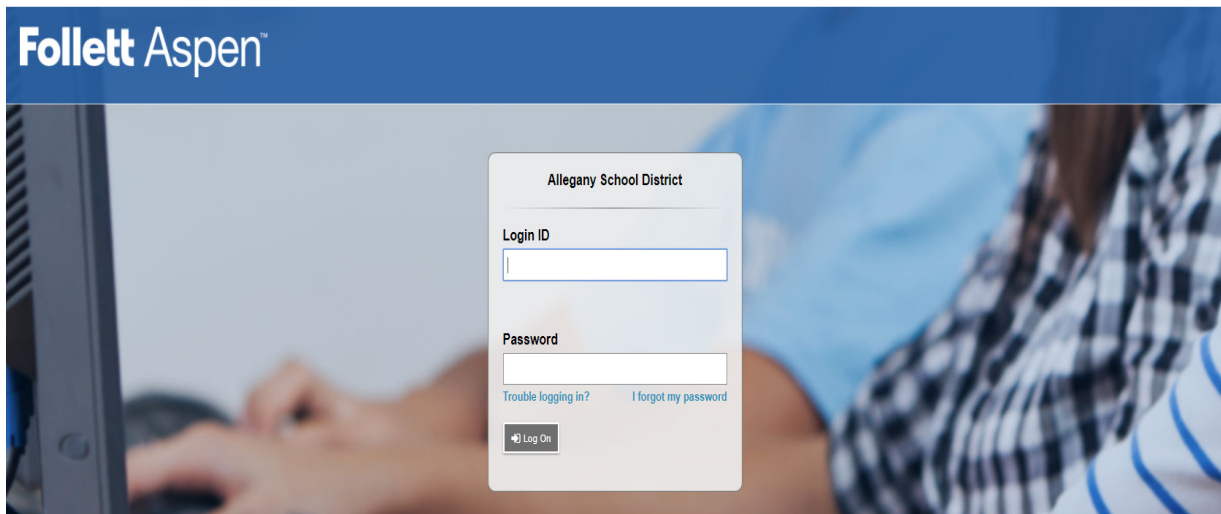 Follett Aspen™
Allegany School District
Login ID
Password
Trouble logging in? I forgot my password
Log On